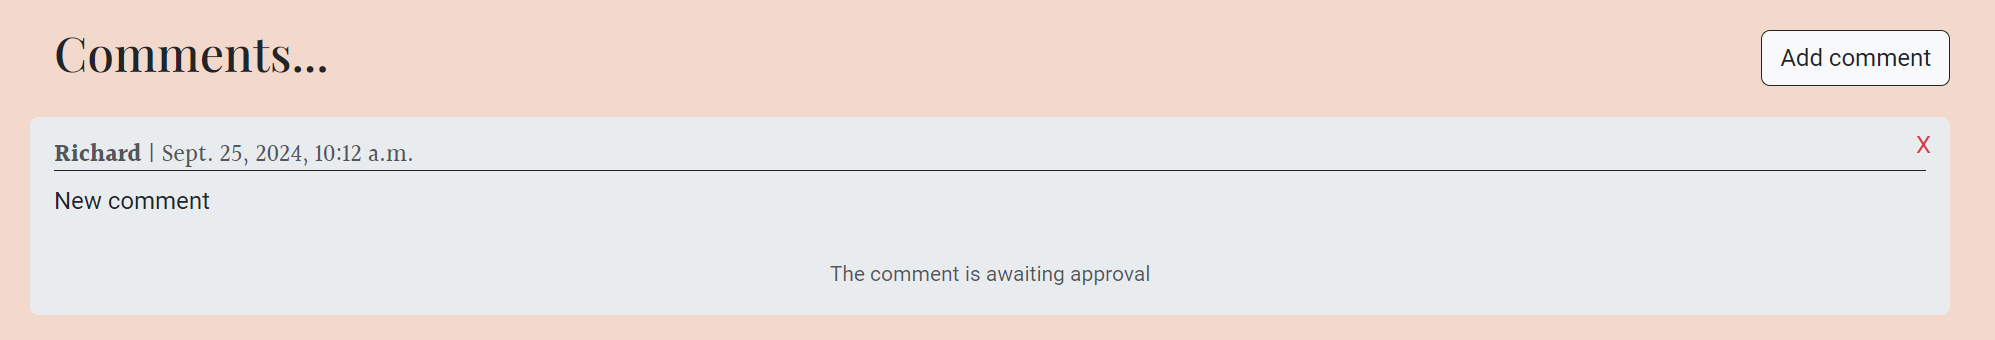 Comments...
Add comment
Richard | Sept. 25, 2024, 10:12 a.m.
X
New comment
The comment is awaiting approval